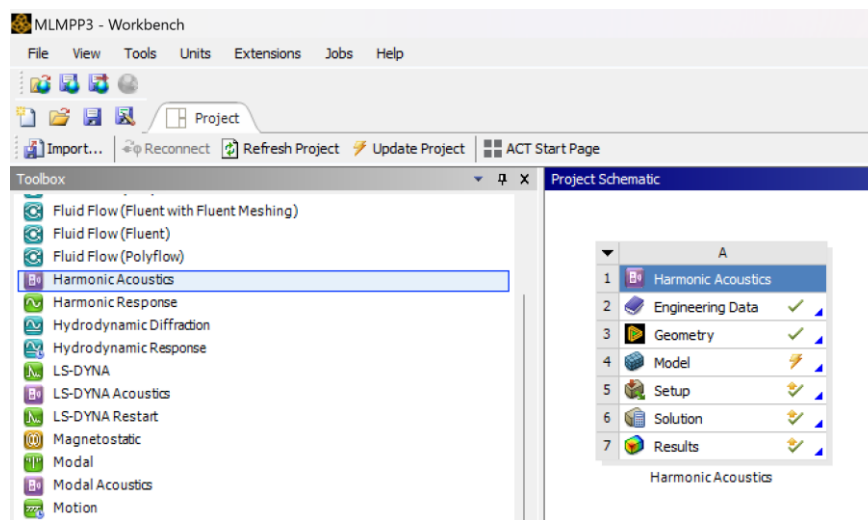 MLMPP3 - Workbench
File View Tools Units Extensions Jobs Help
Project
Import... Reconnect Refresh Project Update Project ACT Start Page
Toolbox
Fluid Flow (Fluent with Fluent Meshing)
Fluid Flow (Fluent)
Fluid Flow (Polyflow)
Harmonic Acoustics
Harmonic Response
Hydrodynamic Diffraction
Hydrodynamic Response
LS-DYNA
LS-DYNA Acoustics
LS-DYNA Restart
Magnetostatic
Modal
Modal Acoustics
Motion
Project Schematic
A
1 Harmonic Acoustics
2 Engineering Data
3 Geometry
4 Model
5 Setup
6 Solution
7 Results
Harmonic Acoustics